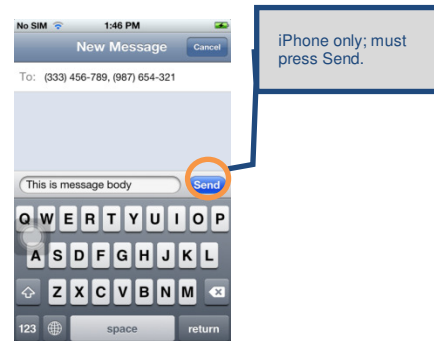 No SIM 1:46 PM
New Message Cancel
To: (333) 456-789, (987) 654-321
This is message body Send
Q W E R T Y U I O P
A S D F G H J K L
Z X C V B N M
123 space return
iPhone only; must
press Send.